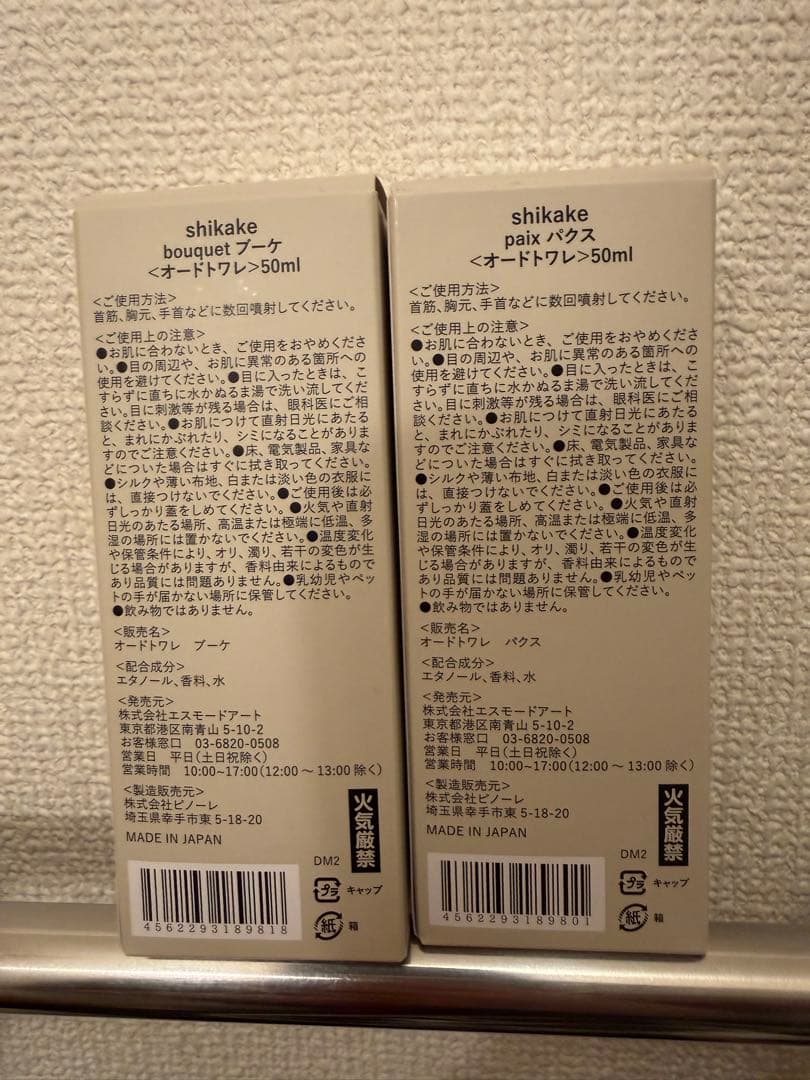 shikake
bouquet ブーケ
<オードトワレ>50ml
<ご使用方法>
首筋、胸元、手首などに数回噴射してください。
<ご使用上の注意>
●お肌に合わないとき、ご使用をおやめくださ
い。●目の周辺や、お肌に異常のある箇所への
使用を避けてください。●目に入ったときは、こ
すらずに直ちに水かぬるま湯で洗い流してくだ
さい。目に刺激等が残る場合は、眼科医にご相
談ください。●お肌につけて直射日光にあたる
と、まれにかぶれたり、シミになることがありま
すのでご注意ください。●床、電気製品、家具な
どについた場合はすぐに拭き取ってください。
●シルクや薄い布地、白または淡い色の衣服に
は、直接つけないでください。●ご使用後は必
ずしっかり蓋をしめてください。●火気や直射
日光のあたる場所、高温または極端に低温、多
湿の場所には置かないでください。●温度変化
や保管条件により、オリ、濁り、若干の変色が生
じる場合がありますが、香料由来によるもので
あり品質には問題ありません。●乳幼児やペッ
トの手が届かない場所に保管してください。
●飲み物ではありません。
<販売名>
オードトワレ ブーケ
<配合成分>
エタノール、香料、水
<発売元>
株式会社エスモードアート
東京都港区南青山 5-10-2
お客様窓口 03-6820-0508
営業日 平日(土日祝除く)
営業時間 10:00~17:00(12:00 ~ 13:00 除く)
<製造販売元>
株式会社ピノーレ
埼玉県幸手市東 5-18-20
MADE IN JAPAN
火気厳禁
DM2
プラ キャップ
紙 箱
4562293189818
shikake
paix パクス
<オードトワレ>50ml
<ご使用方法>
首筋、胸元、手首などに数回噴射してください。
<ご使用上の注意>
●お肌に合わないとき、ご使用をおやめくださ
い。●目の周辺や、お肌に異常のある箇所への
使用を避けてください。●目に入ったときは、こ
すらずに直ちに水かぬるま湯で洗い流してくだ
さい。目に刺激等が残る場合は、眼科医にご相
談ください。●お肌につけて直射日光にあたる
と、まれにかぶれたり、シミになることがありま
すのでご注意ください。●床、電気製品、家具な
どについた場合はすぐに拭き取ってください。
●シルクや薄い布地、白または淡い色の衣服に
は、直接つけないでください。●ご使用後は必
ずしっかり蓋をしめてください。●火気や直射
日光のあたる場所、高温または極端に低温、多
湿の場所には置かないでください。●温度変化
や保管条件により、オリ、濁り、若干の変色が生
じる場合がありますが、香料由来によるもので
あり品質には問題ありません。●乳幼児やペッ
トの手が届かない場所に保管してください。
●飲み物ではありません。
<販売名>
オードトワレ パクス
<配合成分>
エタノール、香料、水
<発売元>
株式会社エスモードアート
東京都港区南青山 5-10-2
お客様窓口 03-6820-0508
営業日 平日(土日祝除く)
営業時間 10:00~17:00(12:00 ~ 13:00 除く)
<製造販売元>
株式会社ピノーレ
埼玉県幸手市東 5-18-20
MADE IN JAPAN
火気厳禁
DM2
プラ キャップ
紙 箱
4562293189801